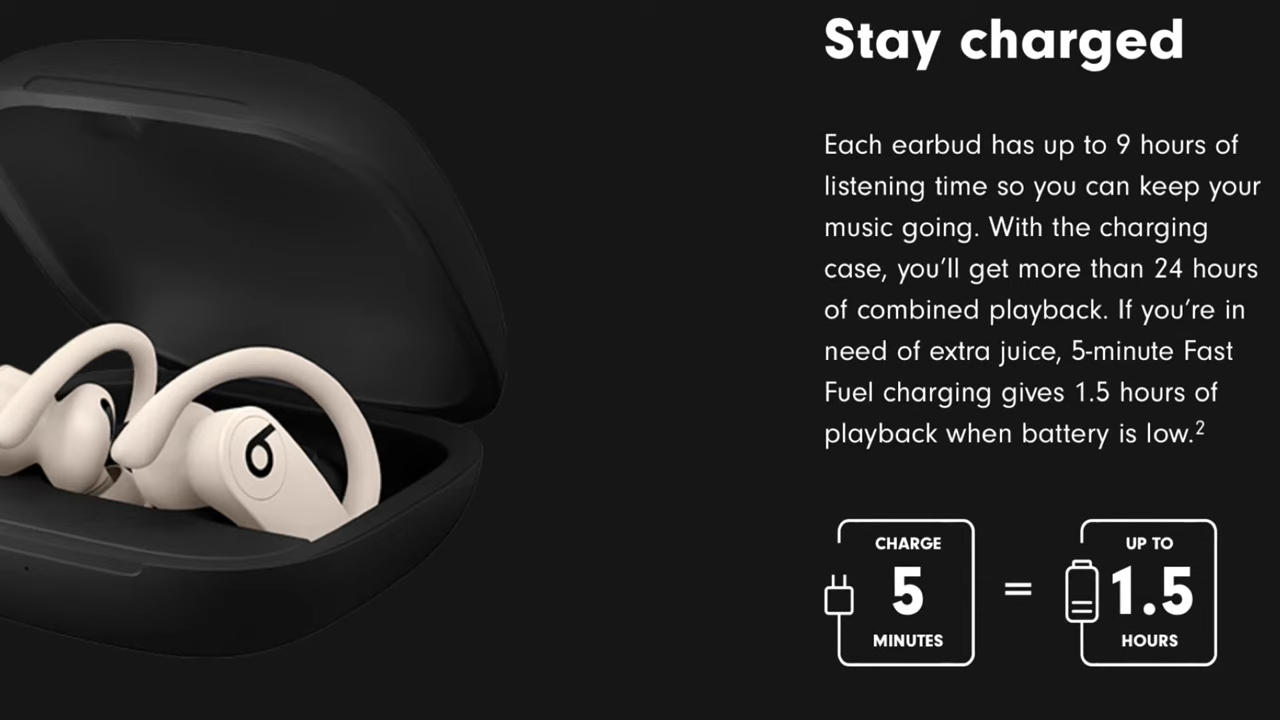 Stay charged
Each earbud has up to 9 hours of
listening time so you can keep your
music going. With the charging
case, you’ll get more than 24 hours
of combined playback. If you’re in
need of extra juice, 5-minute Fast
Fuel charging gives 1.5 hours of
playback when battery is low.²
CHARGE
5
MINUTES
=
UP TO
1.5
HOURS